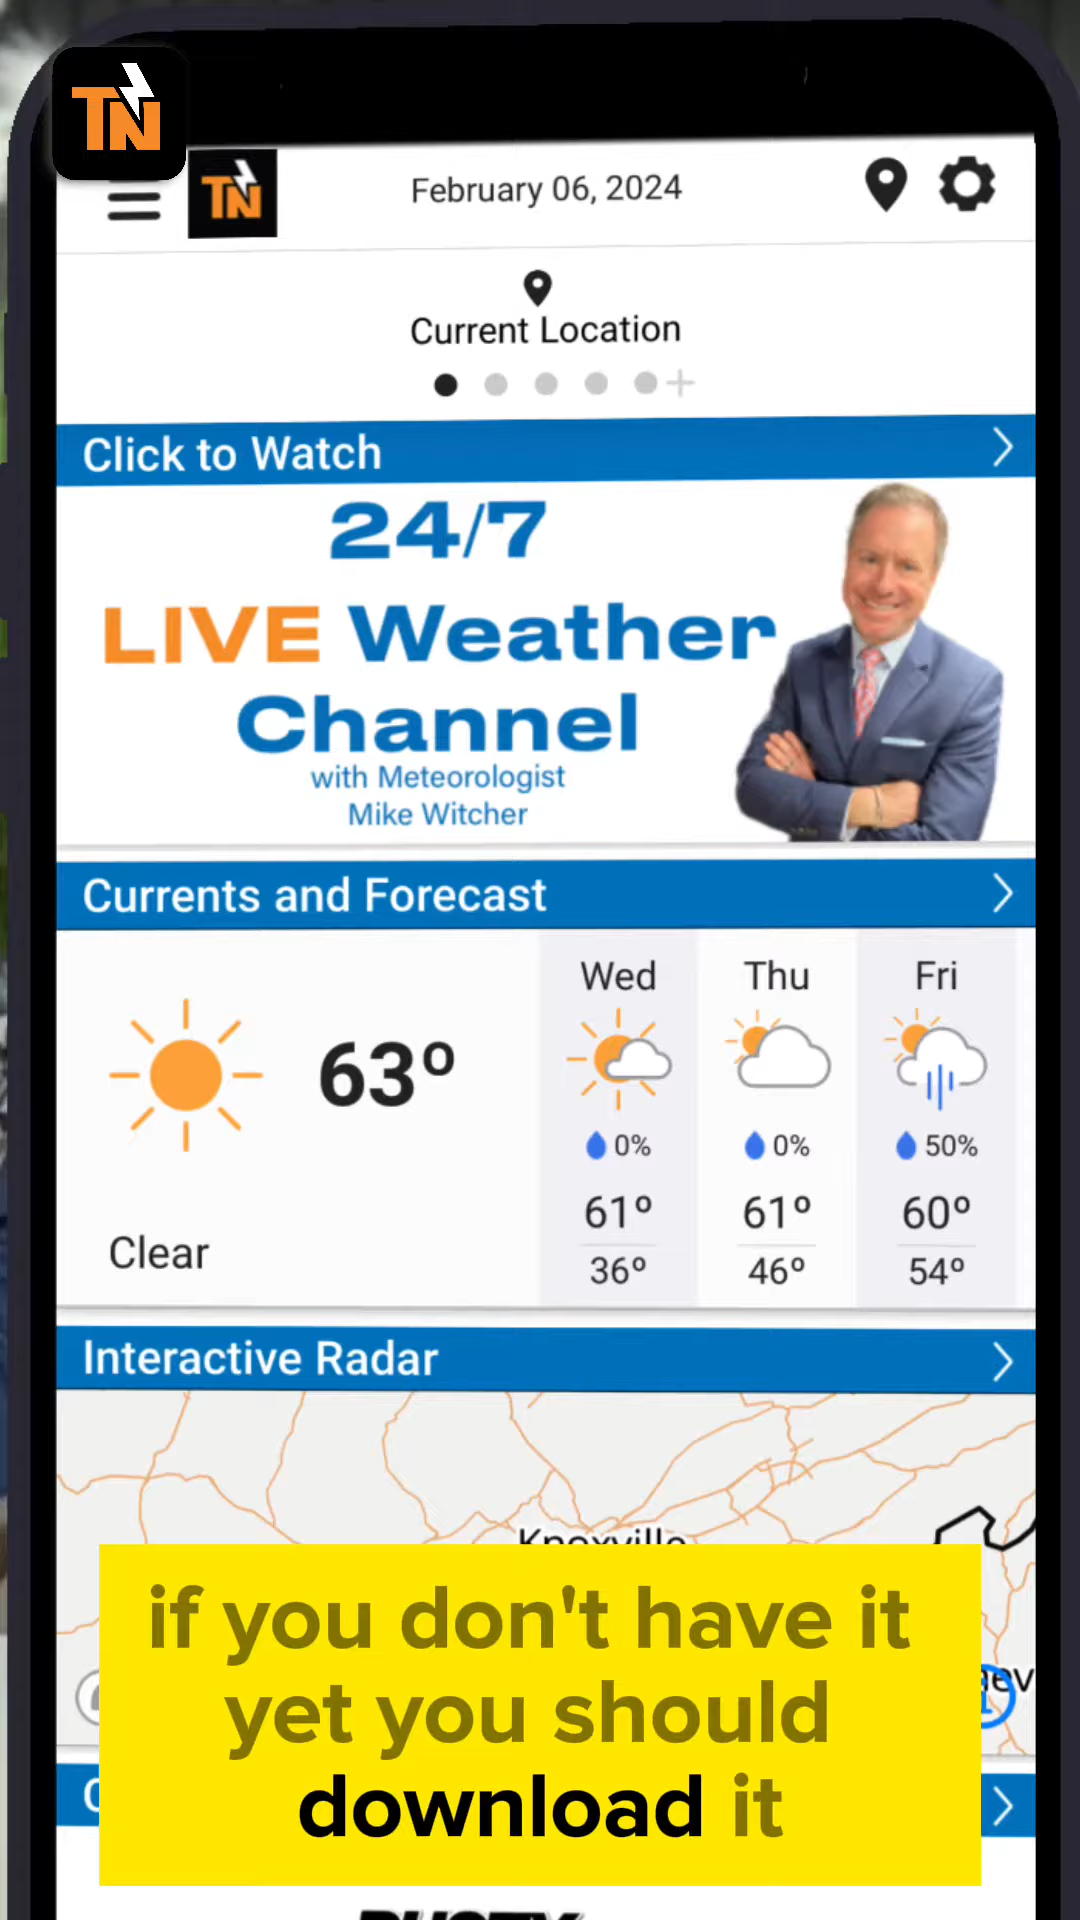 TN
TN
February 06, 2024
Current Location
Click to Watch
24/7
LIVE Weather
Channel
with Meteorologist
Mike Witcher
Currents and Forecast
63°
Clear
Wed
Thu
Fri
0%
0%
50%
61°
61°
60°
36°
46°
54°
Interactive Radar
Knoxville
if you don't have it
yet you should
download it